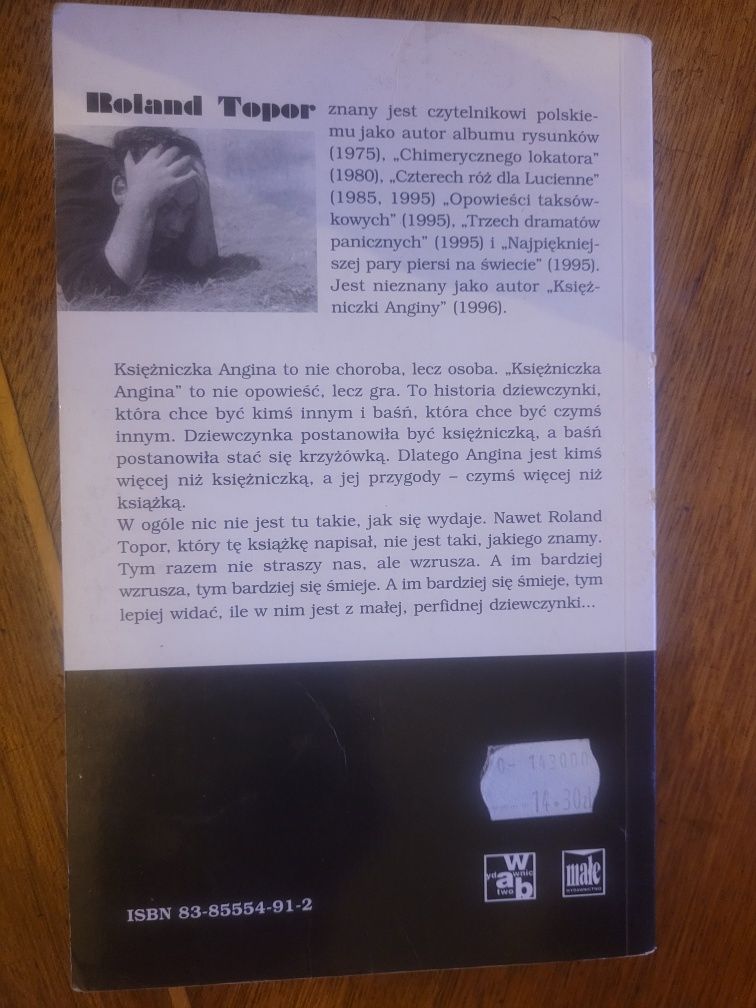 Roland Topor znany jest czytelnikowi polskie-
mu jako autor albumu rysunków
(1975), „Chimerycznego lokatora”
(1980), „Czterech róż dla Lucienne”
(1985, 1995) „Opowieści taksów-
kowych” (1995), „Trzech dramatów
panicznych” (1995) i „Najpiękniej-
szej pary piersi na świecie” (1995).
Jest nieznany jako autor „Księż-
niczki Anginy” (1996).
Księżniczka Angina to nie choroba, lecz osoba. „Księżniczka
Angina” to nie opowieść, lecz gra. To historia dziewczynki,
która chce być kimś innym i baśń, która chce być czymś
innym. Dziewczynka postanowiła być księżniczką, a baśń
postanowiła stać się krzyżówką. Dlatego Angina jest kimś
więcej niż księżniczką, a jej przygody – czymś więcej niż
książką.
W ogóle nic nie jest tu takie, jak się wydaje. Nawet Roland
Topor, który tę książkę napisał, nie jest taki, jakiego znamy.
Tym razem nie straszy nas, ale wzrusza. A im bardziej
wzrusza, tym bardziej się śmieje. A im bardziej się śmieje, tym
lepiej widać, ile w nim jest z małej, perfidnej dziewczynki...
0- 143000
14.30zł
wydawnictwo
W
a
b
małe
WYDAWNICTWO
ISBN 83-85554-91-2